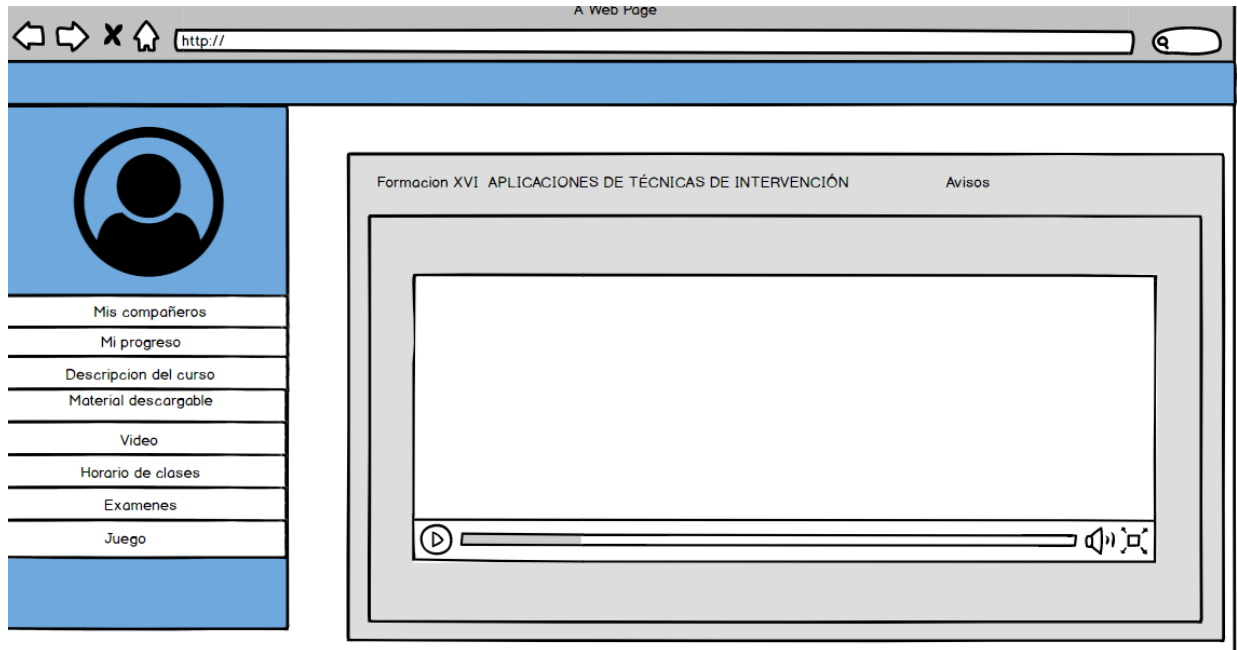 A Web Page
http://
Formacion XVI APLICACIONES DE TÉCNICAS DE INTERVENCIÓN Avisos
Mis compañeros
Mi progreso
Descripcion del curso
Material descargable
Video
Horario de clases
Examenes
Juego